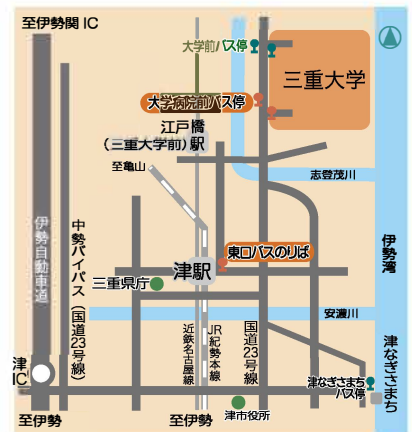 至伊勢関 IC
大学前バス停
三重大学
大学病院前バス停
江戸橋
(三重大学前)駅
至亀山
志登茂川
伊勢自動車道
中勢バイパス(国道23号線)
東口バスのりば
津駅
三重県庁
伊勢湾
安濃川
近鉄名古屋線
JR紀勢本線
国道23号線
津なぎさまち
津
IC
津なぎさまち
バス停
至伊勢
至伊勢
津市役所